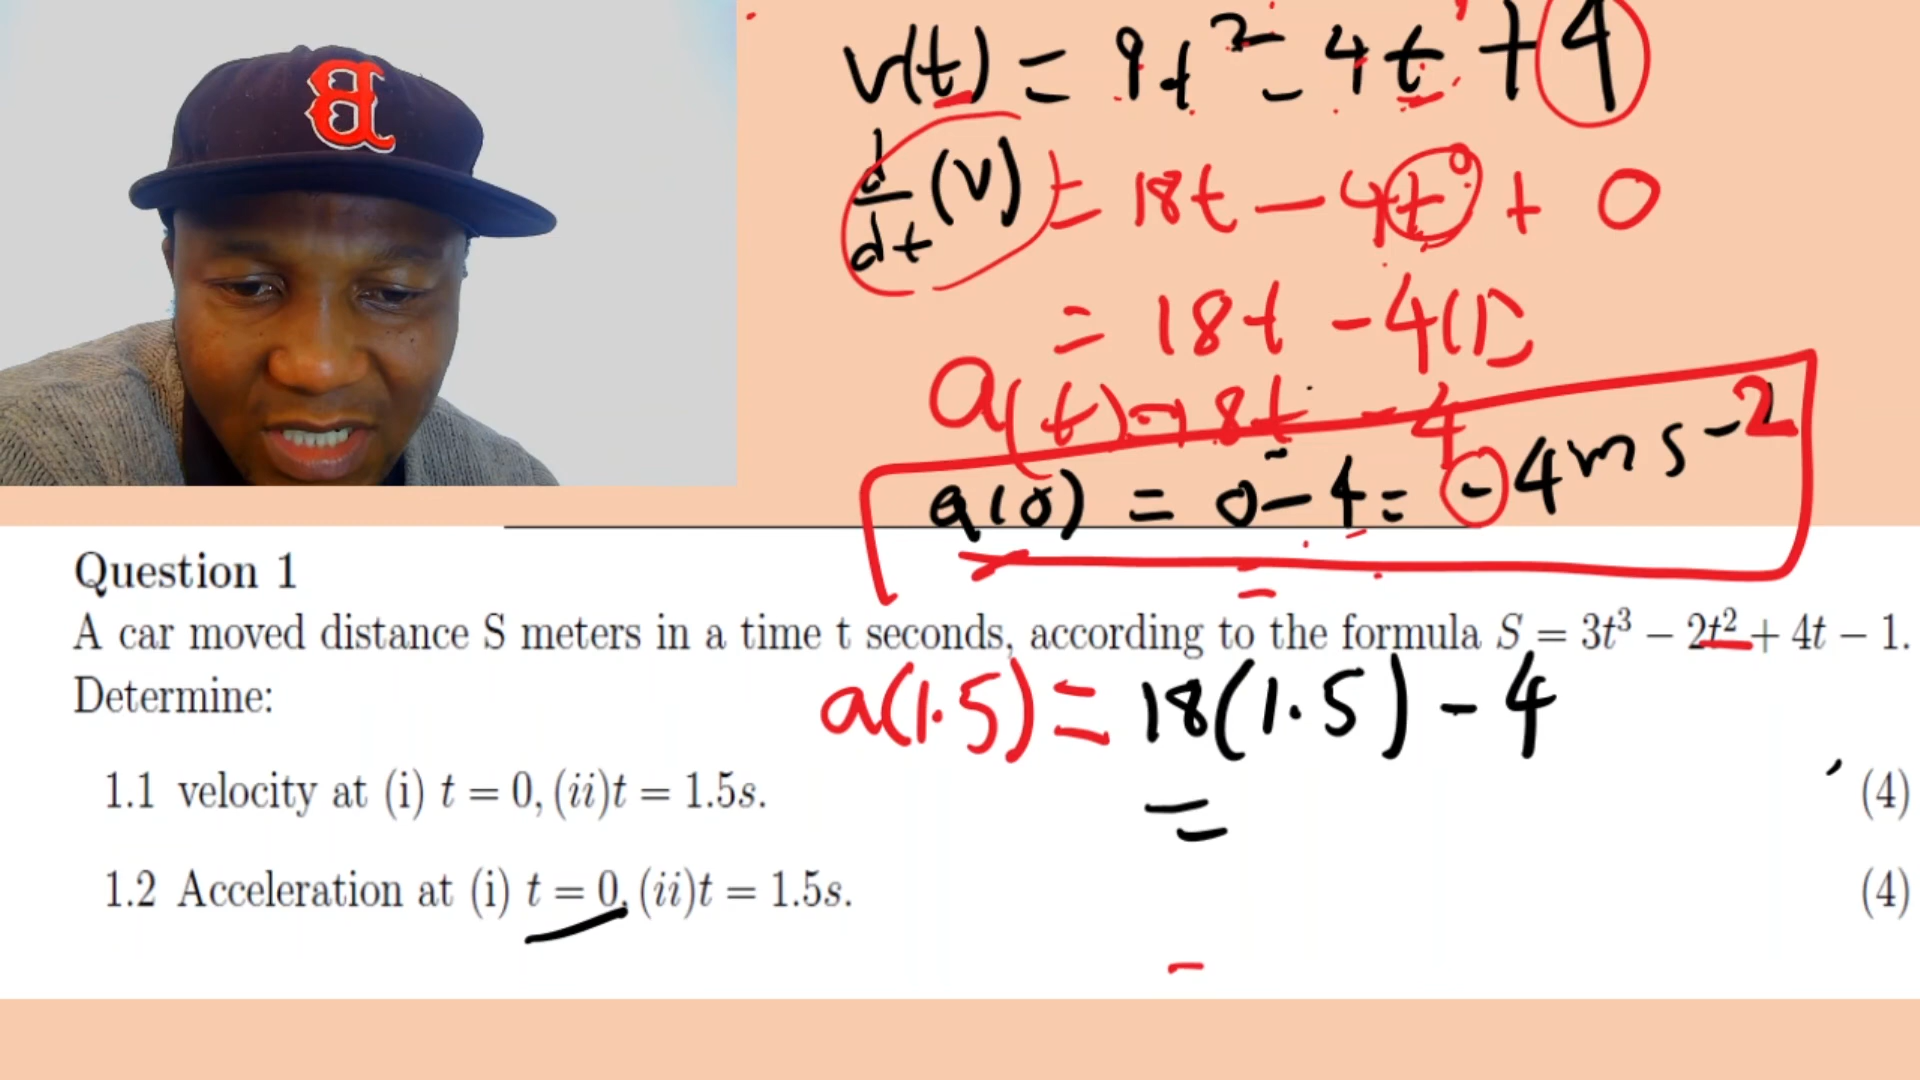 B
v(t) = 9t² - 4t + 4
d/dt (v) = 18t - 4t⁰ + 0
= 18t - 4(1)
a(t) = 18t - 4
a(0) = 0 - 4 = -4ms⁻²
Question 1
A car moved distance S meters in a time t seconds, according to the formula S = 3t³ − 2t² + 4t − 1.
Determine:
a(1.5) = 18(1.5) - 4
1.1 velocity at (i) t = 0, (ii)t = 1.5s. (4)
=
1.2 Acceleration at (i) t = 0, (ii)t = 1.5s. (4)